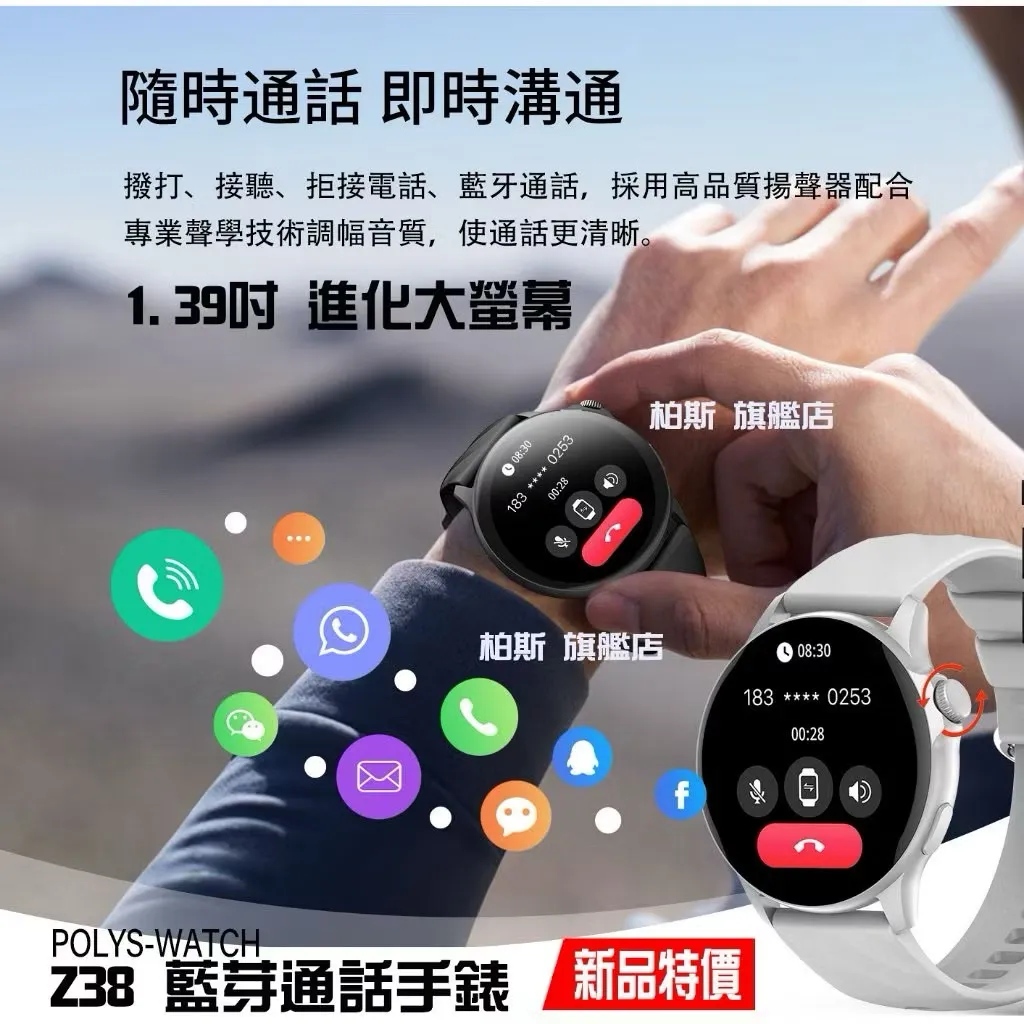 隨時通話 即時溝通
撥打、接聽、拒接電話、藍牙通話，採用高品質揚聲器配合
專業聲學技術調幅音質，使通話更清晰。
1.39吋 進化大螢幕
柏斯 旗艦店
08:30
183 **** 0253
00:28
柏斯 旗艦店
08:30
183 **** 0253
00:28
POLYS-WATCH
Z38 藍芽通話手錶
新品特價